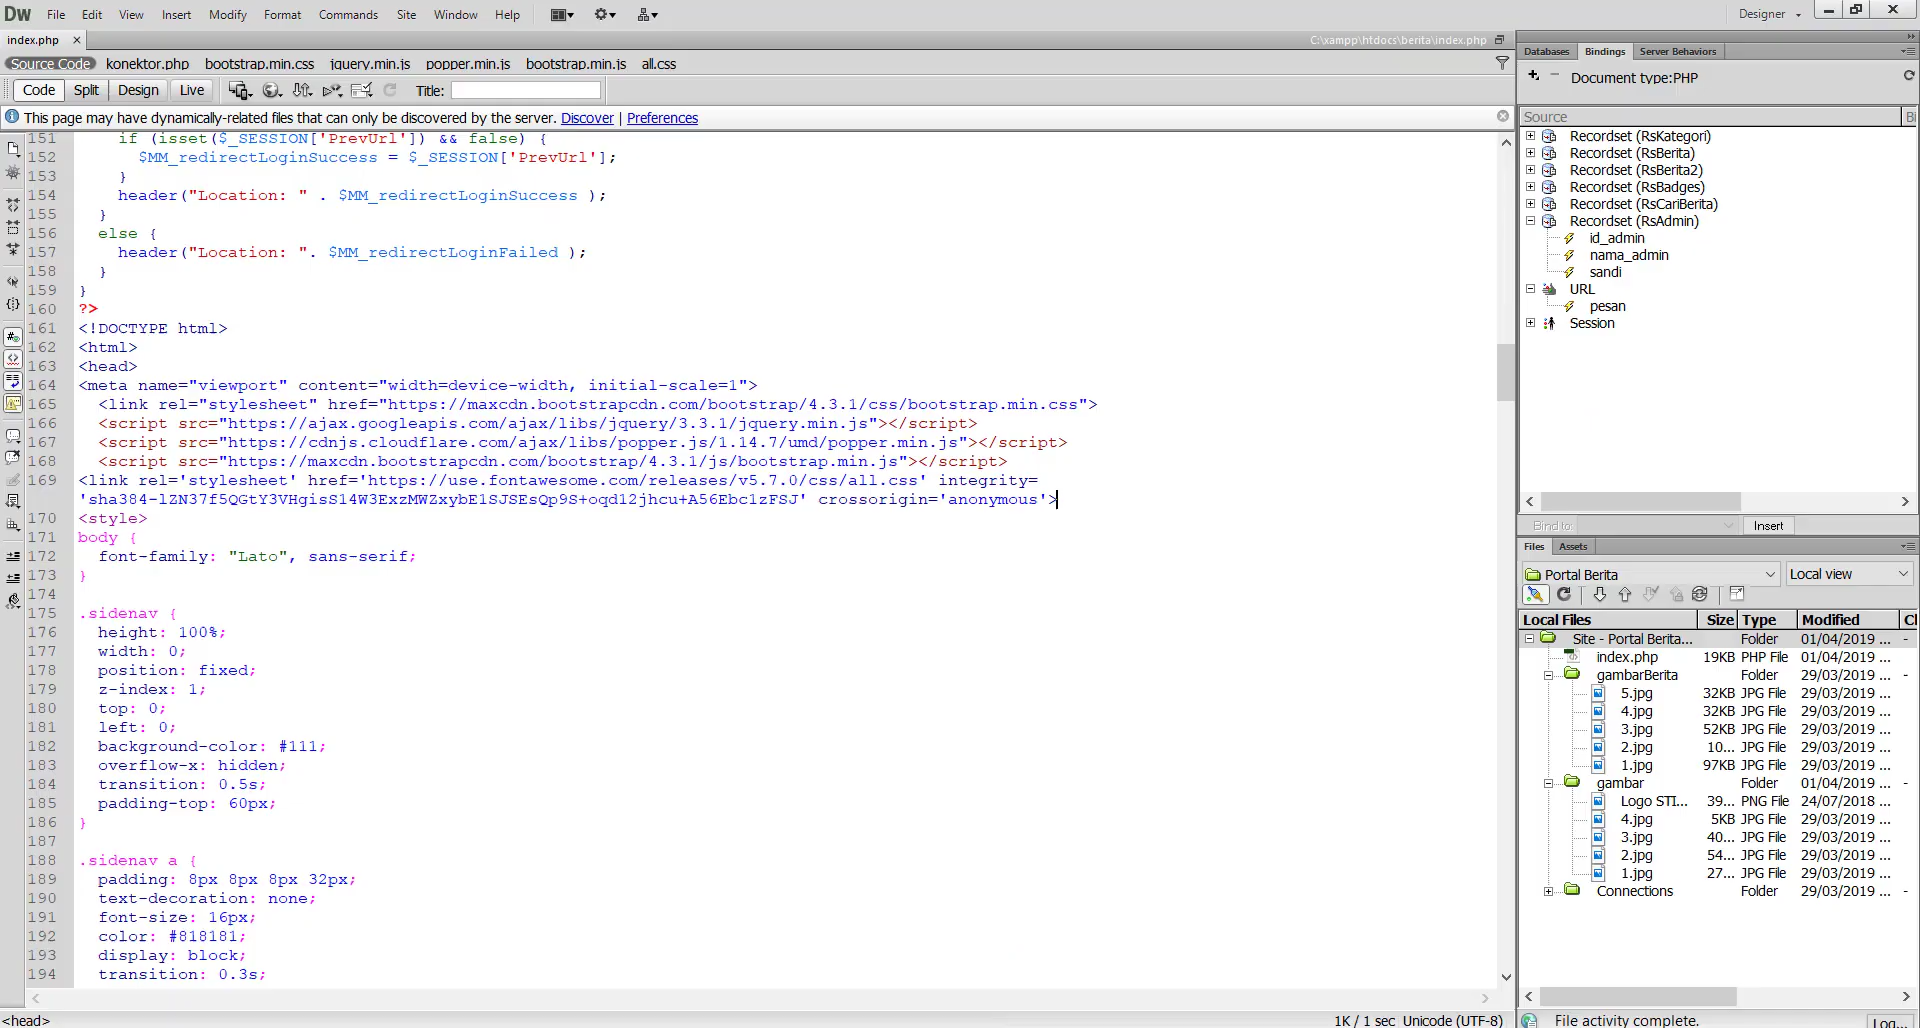 Dw File Edit View Insert Modify Format Commands Site Window Help Designer
index.php × C:\xampp\htdocs\berita\index.php
Source Code konektor.php bootstrap.min.css jquery.min.js popper.min.js bootstrap.min.js all.css
Code Split Design Live Title:
This page may have dynamically-related files that can only be discovered by the server. Discover | Preferences
151 if (isset($_SESSION['PrevUrl']) && false) {
152 $MM_redirectLoginSuccess = $_SESSION['PrevUrl'];
153 }
154 header("Location: " . $MM_redirectLoginSuccess );
155 }
156 else {
157 header("Location: ". $MM_redirectLoginFailed );
158 }
159 }
160 ?>
161 <!DOCTYPE html>
162 <html>
163 <head>
164 <meta name="viewport" content="width=device-width, initial-scale=1">
165 <link rel="stylesheet" href="https://maxcdn.bootstrapcdn.com/bootstrap/4.3.1/css/bootstrap.min.css">
166 <script src="https://ajax.googleapis.com/ajax/libs/jquery/3.3.1/jquery.min.js"></script>
167 <script src="https://cdnjs.cloudflare.com/ajax/libs/popper.js/1.14.7/umd/popper.min.js"></script>
168 <script src="https://maxcdn.bootstrapcdn.com/bootstrap/4.3.1/js/bootstrap.min.js"></script>
169 <link rel='stylesheet' href='https://use.fontawesome.com/releases/v5.7.0/css/all.css' integrity=
'sha384-lZN37f5QGtY3VHgisS14W3ExzMWZxybE1SJSEsQp9S+oqd12jhcu+A56Ebc1zFSJ' crossorigin='anonymous'>
170 <style>
171 body {
172 font-family: "Lato", sans-serif;
173 }
174
175 .sidenav {
176 height: 100%;
177 width: 0;
178 position: fixed;
179 z-index: 1;
180 top: 0;
181 left: 0;
182 background-color: #111;
183 overflow-x: hidden;
184 transition: 0.5s;
185 padding-top: 60px;
186 }
187
188 .sidenav a {
189 padding: 8px 8px 8px 32px;
190 text-decoration: none;
191 font-size: 16px;
192 color: #818181;
193 display: block;
194 transition: 0.3s;
<head> 1K / 1 sec Unicode (UTF-8)
Databases Bindings Server Behaviors
Document type:PHP
Source Bi
Recordset (RsKategori)
Recordset (RsBerita)
Recordset (RsBerita2)
Recordset (RsBadges)
Recordset (RsCariBerita)
Recordset (RsAdmin)
id_admin
nama_admin
sandi
URL
pesan
Session
Bind to: Insert
Files Assets
Portal Berita Local view
Local Files Size Type Modified Cl
Site - Portal Berita... Folder 01/04/2019 ... -
index.php 19KB PHP File 01/04/2019 ...
gambarBerita Folder 29/03/2019 ... -
5.jpg 32KB JPG File 29/03/2019 ...
4.jpg 32KB JPG File 29/03/2019 ...
3.jpg 52KB JPG File 29/03/2019 ...
2.jpg 10... JPG File 29/03/2019 ...
1.jpg 97KB JPG File 29/03/2019 ...
gambar Folder 01/04/2019 ... -
Logo STI... 39... PNG File 24/07/2018 ...
4.jpg 5KB JPG File 29/03/2019 ...
3.jpg 40... JPG File 29/03/2019 ...
2.jpg 54... JPG File 29/03/2019 ...
1.jpg 27... JPG File 29/03/2019 ...
Connections Folder 29/03/2019 ... -
File activity complete. Log...